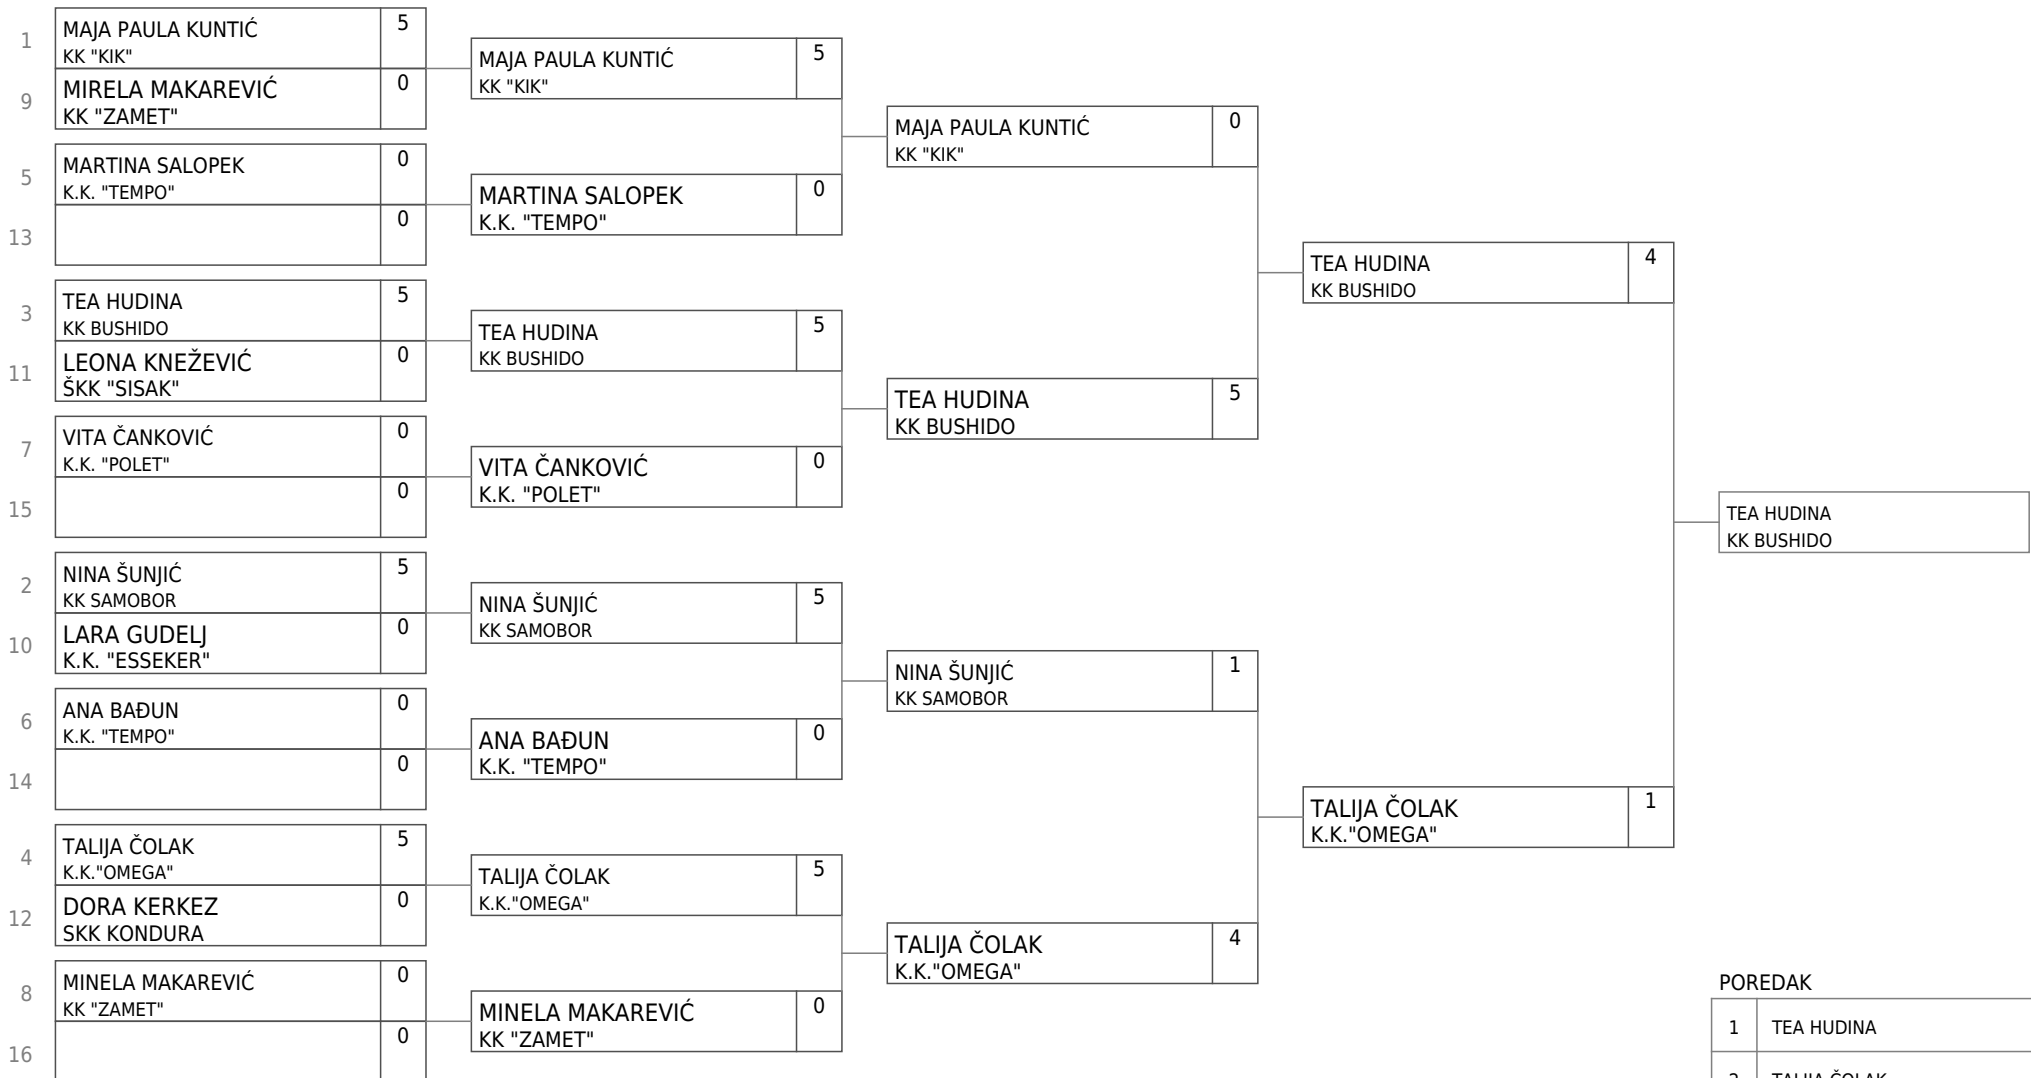 1
MAJA PAULA KUNTIĆ 5
KK "KIK"
9
MIRELA MAKAREVIĆ 0
KK "ZAMET"
5
MARTINA SALOPEK 0
K.K. "TEMPO"
13
0
3
TEA HUDINA 5
KK BUSHIDO
11
LEONA KNEŽEVIĆ 0
ŠKK "SISAK"
7
VITA ČANKOVIĆ 0
K.K. "POLET"
15
0
2
NINA ŠUNJIĆ 5
KK SAMOBOR
10
LARA GUDELJ 0
K.K. "ESSEKER"
6
ANA BAĐUN 0
K.K. "TEMPO"
14
0
4
TALIJA ČOLAK 5
K.K."OMEGA"
12
DORA KERKEZ 0
SKK KONDURA
8
MINELA MAKAREVIĆ 0
KK "ZAMET"
16
0
MAJA PAULA KUNTIĆ 5
KK "KIK"
MARTINA SALOPEK 0
K.K. "TEMPO"
TEA HUDINA 5
KK BUSHIDO
VITA ČANKOVIĆ 0
K.K. "POLET"
NINA ŠUNJIĆ 5
KK SAMOBOR
ANA BAĐUN 0
K.K. "TEMPO"
TALIJA ČOLAK 5
K.K."OMEGA"
MINELA MAKAREVIĆ 0
KK "ZAMET"
MAJA PAULA KUNTIĆ 0
KK "KIK"
TEA HUDINA 5
KK BUSHIDO
NINA ŠUNJIĆ 1
KK SAMOBOR
TALIJA ČOLAK 4
K.K."OMEGA"
TEA HUDINA 4
KK BUSHIDO
TALIJA ČOLAK 1
K.K."OMEGA"
TEA HUDINA
KK BUSHIDO
POREDAK
1 TEA HUDINA
2 TALIJA ČOLAK